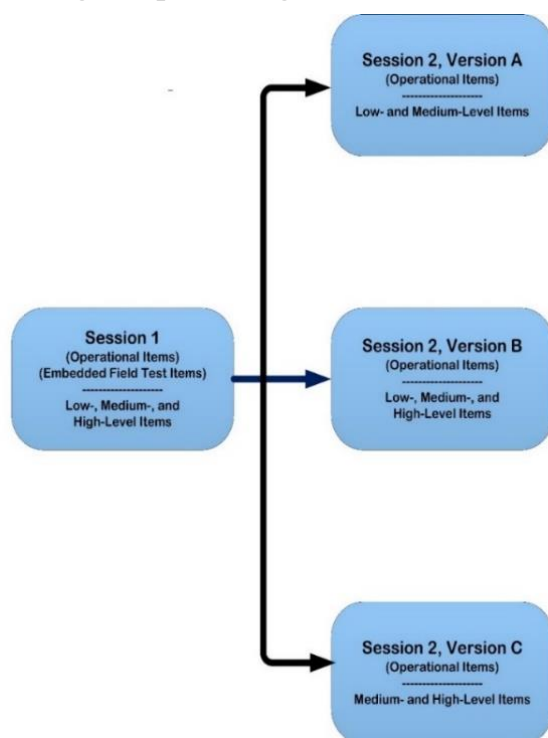 Session 2, Version A
(Operational Items)
--------------------
Low- and Medium-Level Items
Session 1
(Operational Items)
(Embedded Field Test Items)
--------------------
Low-, Medium-, and
High-Level Items
Session 2, Version B
(Operational Items)
--------------------
Low-, Medium-, and
High-Level Items
Session 2, Version C
(Operational Items)
--------------------
Medium- and High-Level Items